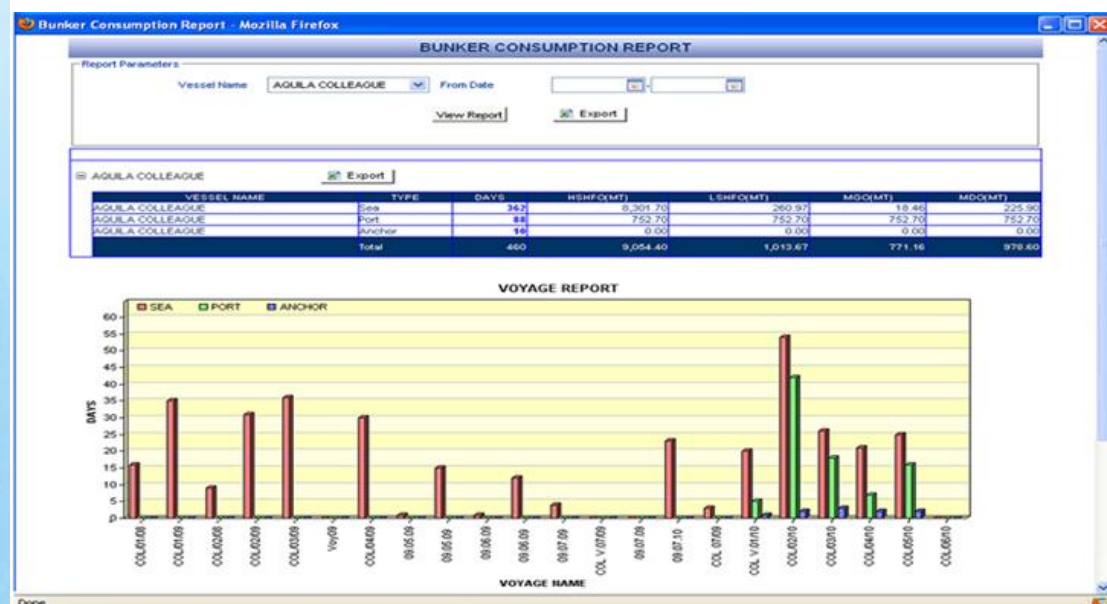 Bunker Consumption Report - Mozilla Firefox
BUNKER CONSUMPTION REPORT
Report Parameters
Vessel Name AQUILA COLLEAGUE From Date -
View Report Export
AQUILA COLLEAGUE Export
VESSEL NAME TYPE DAYS HSHFO(MT) LSHFO(MT) MGO(MT) MDO(MT)
AQUILA COLLEAGUE Sea 362 8,301.70 260.97 18.46 225.90
AQUILA COLLEAGUE Port 88 752.70 752.70 752.70 752.70
AQUILA COLLEAGUE Anchor 0.00 0.00 0.00 0.00
Total 460 9,054.40 1,013.67 771.16 978.60
VOYAGE REPORT
SEA PORT ANCHOR
60
55
50
45
40
35
30
25
20
15
10
5
0
DAYS
COL/01/08
COL/01/09
COL/02/08
COL/02/09
COL/03/09
Voy09
COL/04/09
09.05.09
09.05.09
09.06.09
09.06.09
09.07.09
COL V.07/09
09.07.09
09.07.10
COL 07/09
COL V.01/10
COL/02/10
COL/03/10
COL/04/10
COL/05/10
COL/06/10
VOYAGE NAME
Done